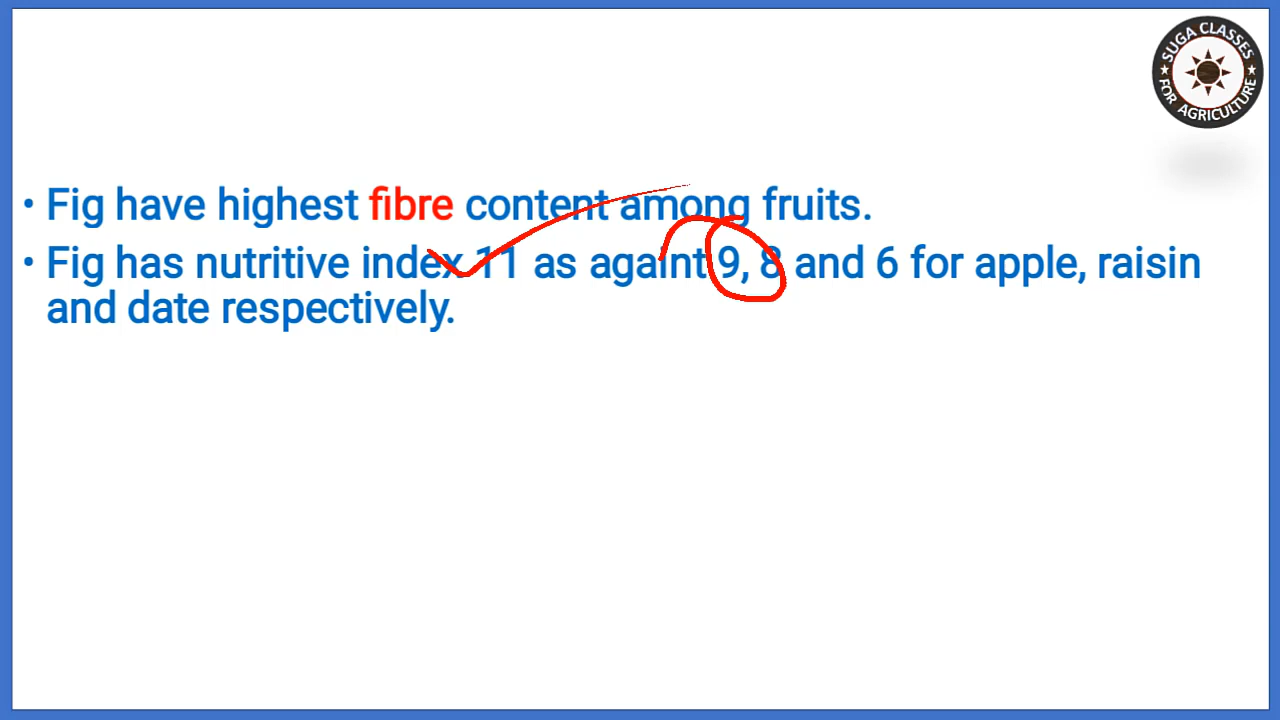 SUGA CLASSES
FOR AGRICULTURE
• Fig have highest fibre content among fruits.
• Fig has nutritive index 11 as againt 9, 8 and 6 for apple, raisin
and date respectively.